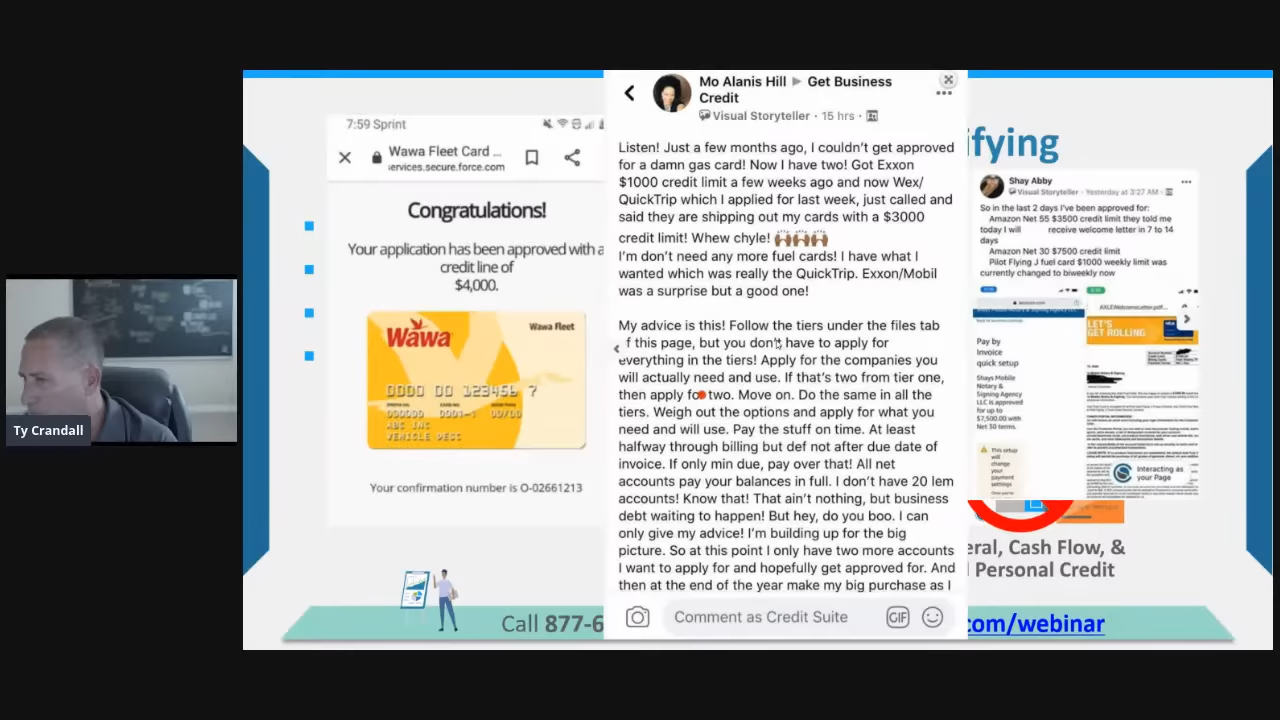 7:59 Sprint
Wawa Fleet Card ...
services.secure.force.com
Congratulations!
Your application has been approved with a
credit line of
$4,000.
Wawa
Wawa Fleet
0000 00 123456 7
ABC INC
VEHICLE DESC
Your confirmation number is O-02661213
Mo Alanis Hill ▶ Get Business
Credit
Visual Storyteller · 15 hrs ·
Listen! Just a few months ago, I couldn't get approved
for a damn gas card! Now I have two! Got Exxon
$1000 credit limit a few weeks ago and now Wex/
QuickTrip which I applied for last week, just called and
said they are shipping out my cards with a $3000
credit limit! Whew chyle! 🙌🏾🙌🏾🙌🏾
I'm don't need any more fuel cards! I have what I
wanted which was really the QuickTrip. Exxon/Mobil
was a surprise but a good one!
My advice is this! Follow the tiers under the files tab
of this page, but you don't have to apply for
everything in the tiers! Apply for the companies you
will actually need and use. If that's two from tier one,
then apply for two. Move on. Do the same in all the
tiers. Weigh out the options and apply for what you
need and will use. Pay the stuff on time. At least
halfway from billing but def not after due date of
invoice. If only min due, pay over that! All net
accounts pay your balances in full. I don't have 20 lem
accounts! Know that! That ain't nothing but business
debt waiting to happen! But hey, do you boo. I can
only give my advice! I'm building up for the big
picture. So at this point I only have two more accounts
I want to apply for and hopefully get approved for. And
then at the end of the year make my big purchase as I
Comment as Credit Suite
GIF
ifying
Shay Abby
Visual Storyteller · Yesterday at 3:27 AM ·
So in the last 2 days I've been approved for:
Amazon Net 55 $3500 credit limit they told me
today I will receive welcome letter in 7 to 14
days
Amazon Net 30 $7500 credit limit
Pilot Flying J fuel card $1000 weekly limit was
currently changed to biweekly now
Pay by
Invoice
quick setup
Shays Mobile
Notary &
Signing Agency
LLC is approved
for up to
$7,500.00 with
Net 30 terms.
This setup
will
change
your
payment
settings
AXLEWelcomeLetter.pdf...
LET'S
GET ROLLING
Interacting as
your Page
eral, Cash Flow, &
Personal Credit
Call 877-6
com/webinar
Ty Crandall